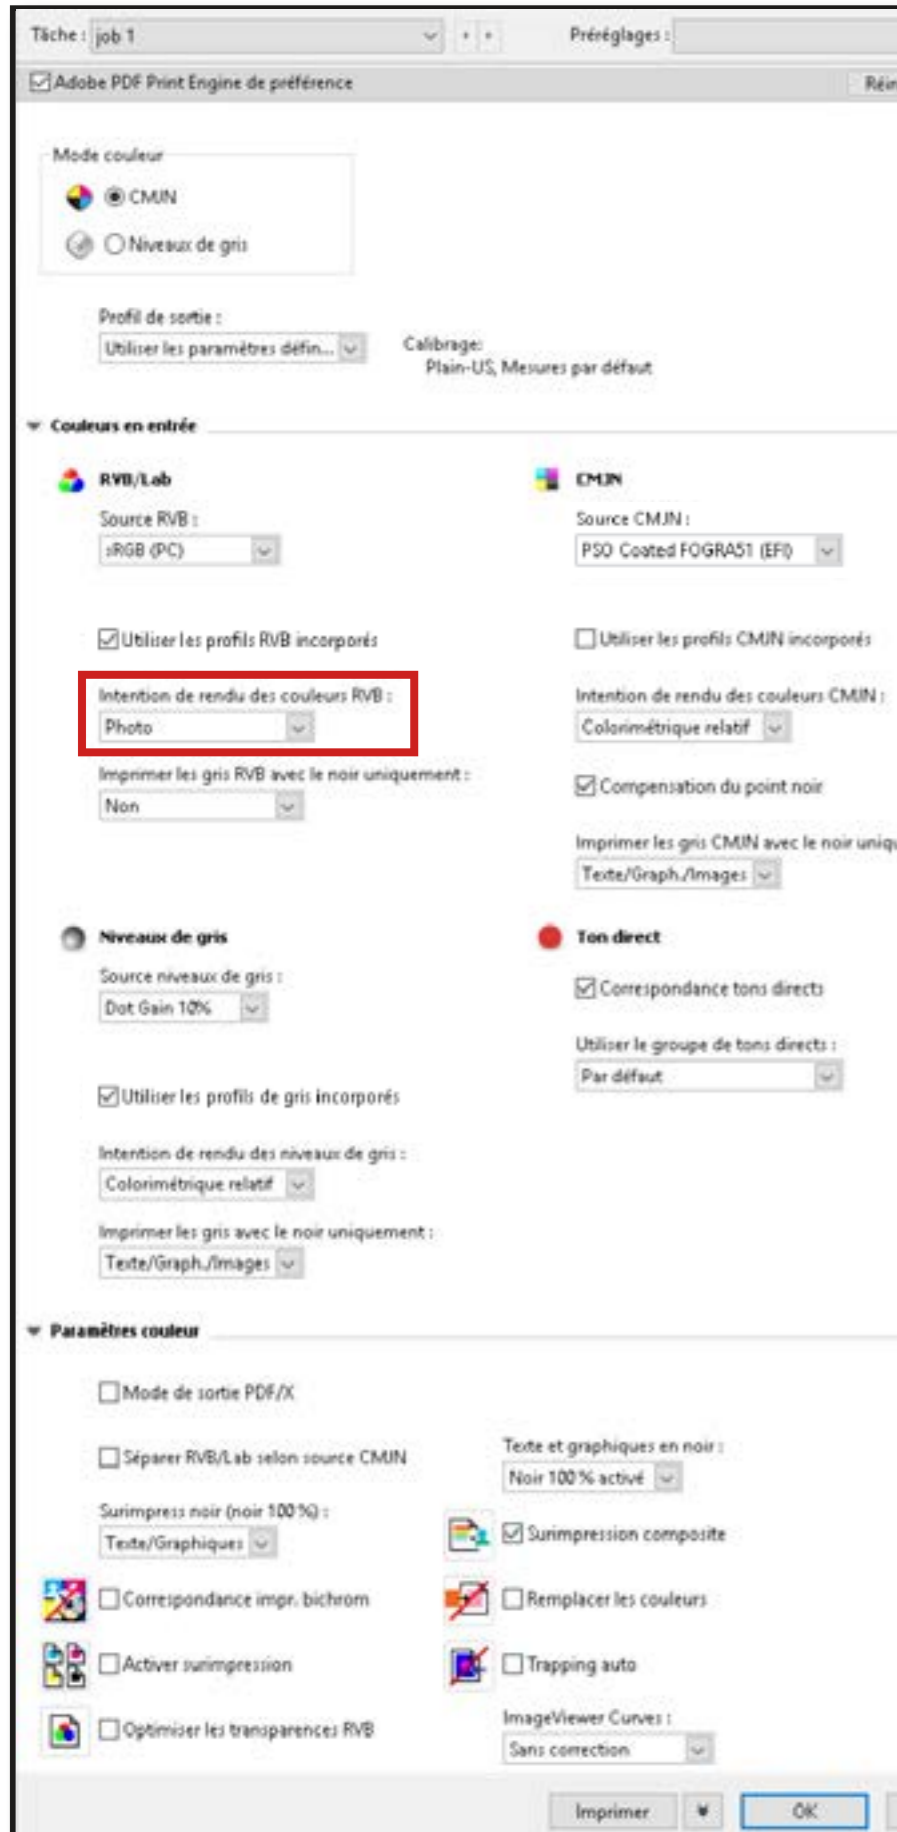 Tâche : job 1 Préréglages :
Adobe PDF Print Engine de préférence Réin
Mode couleur
CMJN
Niveaux de gris
Profil de sortie :
Utiliser les paramètres défin...
Calibrage:
Plain-US, Mesures par défaut
Couleurs en entrée
RVB/Lab
Source RVB :
sRGB (PC)
Utiliser les profils RVB incorporés
Intention de rendu des couleurs RVB :
Photo
Imprimer les gris RVB avec le noir uniquement :
Non
CMJN
Source CMJN :
PSO Coated FOGRA51 (EFI)
Utiliser les profils CMJN incorporés
Intention de rendu des couleurs CMJN :
Colorimétrique relatif
Compensation du point noir
Imprimer les gris CMJN avec le noir uniqu
Texte/Graph./Images
Niveaux de gris
Source niveaux de gris :
Dot Gain 10%
Utiliser les profils de gris incorporés
Intention de rendu des niveaux de gris :
Colorimétrique relatif
Imprimer les gris avec le noir uniquement :
Texte/Graph./Images
Ton direct
Correspondance tons directs
Utiliser le groupe de tons directs :
Par défaut
Paramètres couleur
Mode de sortie PDF/X
Séparer RVB/Lab selon source CMJN
Surimpress noir (noir 100%) :
Texte/Graphiques
Correspondance impr. bichrom
Activer surimpression
Optimiser les transparences RVB
Texte et graphiques en noir :
Noir 100 % activé
Surimpression composite
Remplacer les couleurs
Trapping auto
ImageViewer Curves :
Sans correction
Imprimer OK